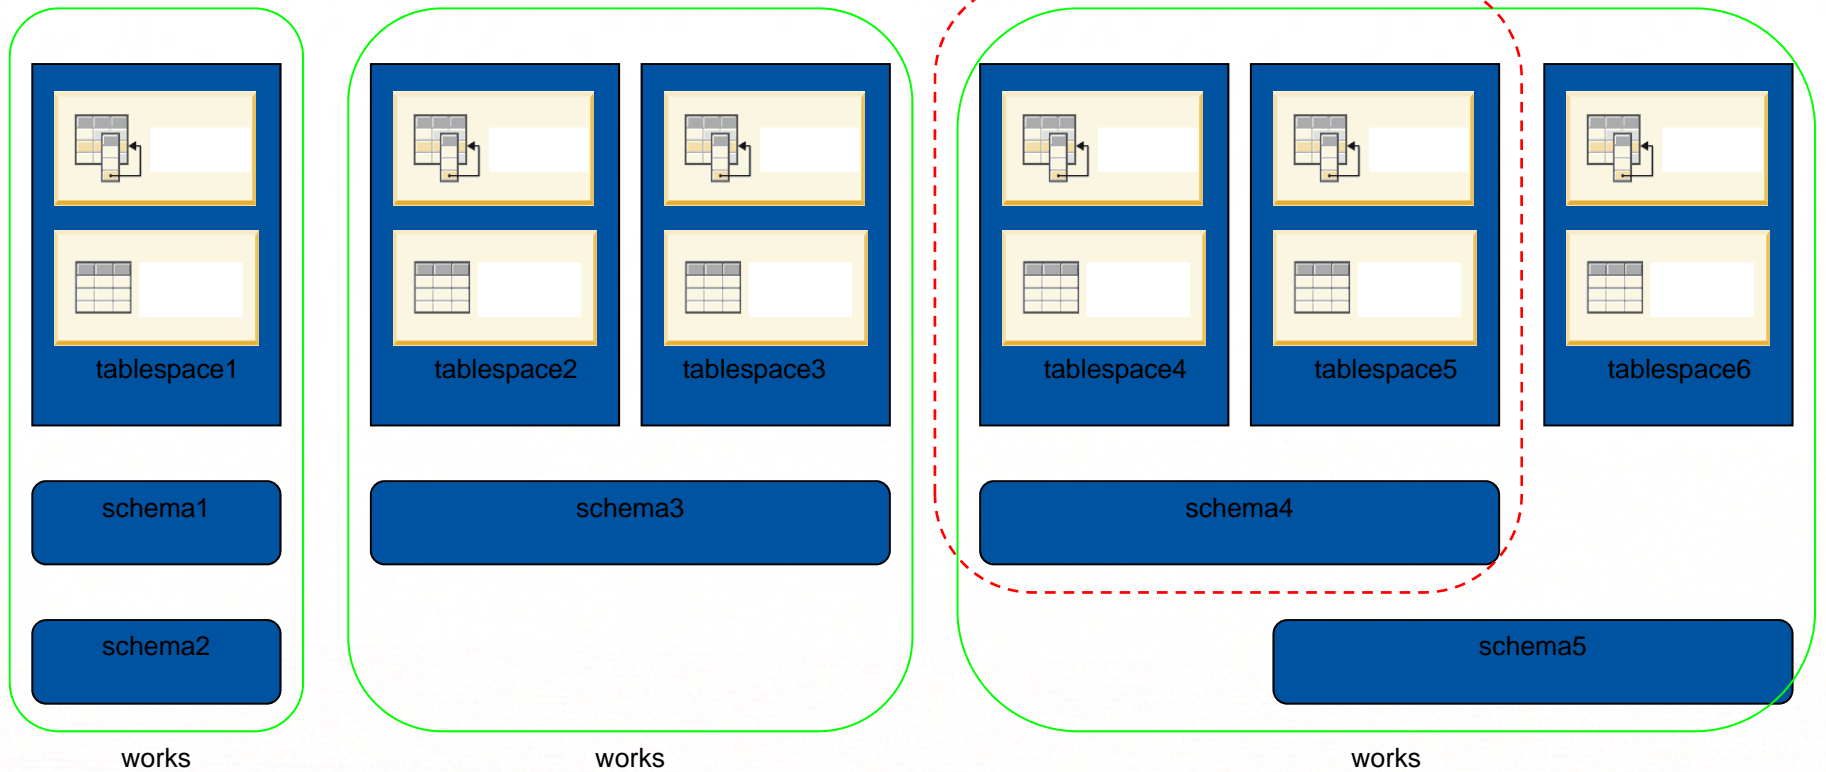 tablespace1
tablespace2
tablespace3
tablespace4
tablespace5
tablespace6
schema1
schema3
schema4
schema2
schema5
works
works
works